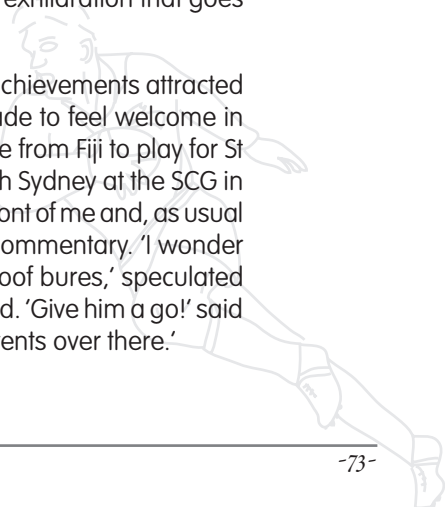 exhilaration that goes
chievements attracted
ade to feel welcome in
e from Fiji to play for St
h Sydney at the SCG in
ont of me and, as usual
ommentary. 'I wonder
oof bures,' speculated
d. 'Give him a go!' said
ents over there.'
-73-